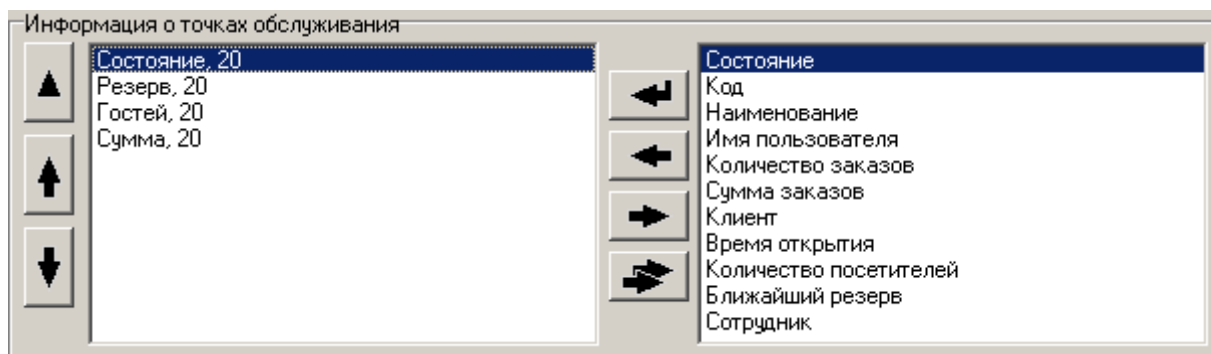 Информация о точках обслуживания
Состояние, 20
Резерв, 20
Гостей, 20
Сумма, 20
Состояние
Код
Наименование
Имя пользователя
Количество заказов
Сумма заказов
Клиент
Время открытия
Количество посетителей
Ближайший резерв
Сотрудник